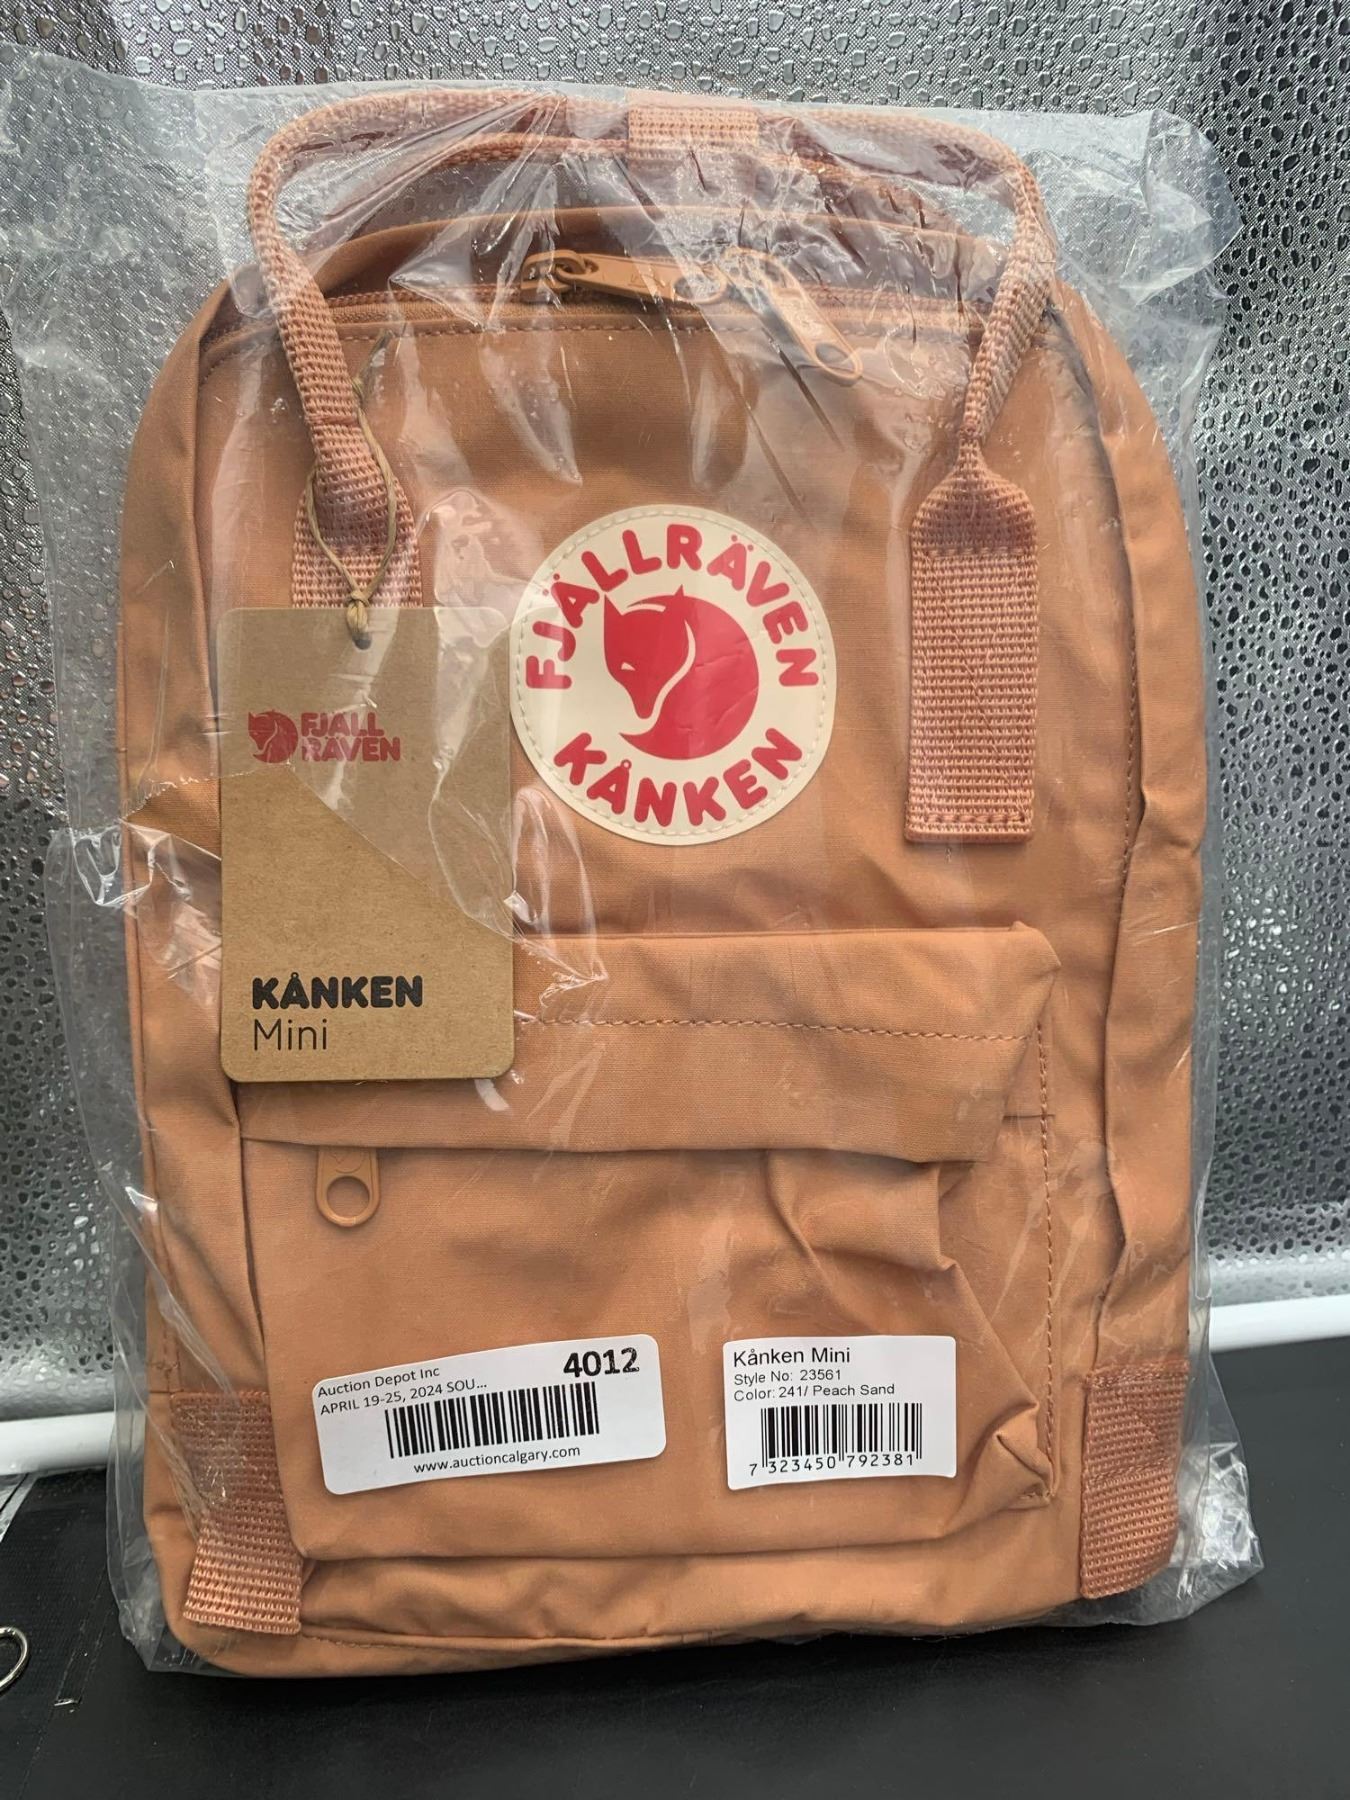 FJÄLLRÄVEN
KÅNKEN
FJALL
RAVEN
KÅNKEN
Mini
Auction Depot Inc
4012
APRIL 19-25, 2024 SOU...
www.auctioncalgary.com
Kånken Mini
Style No: 23561
Color: 241/ Peach Sand
7 323450 792381